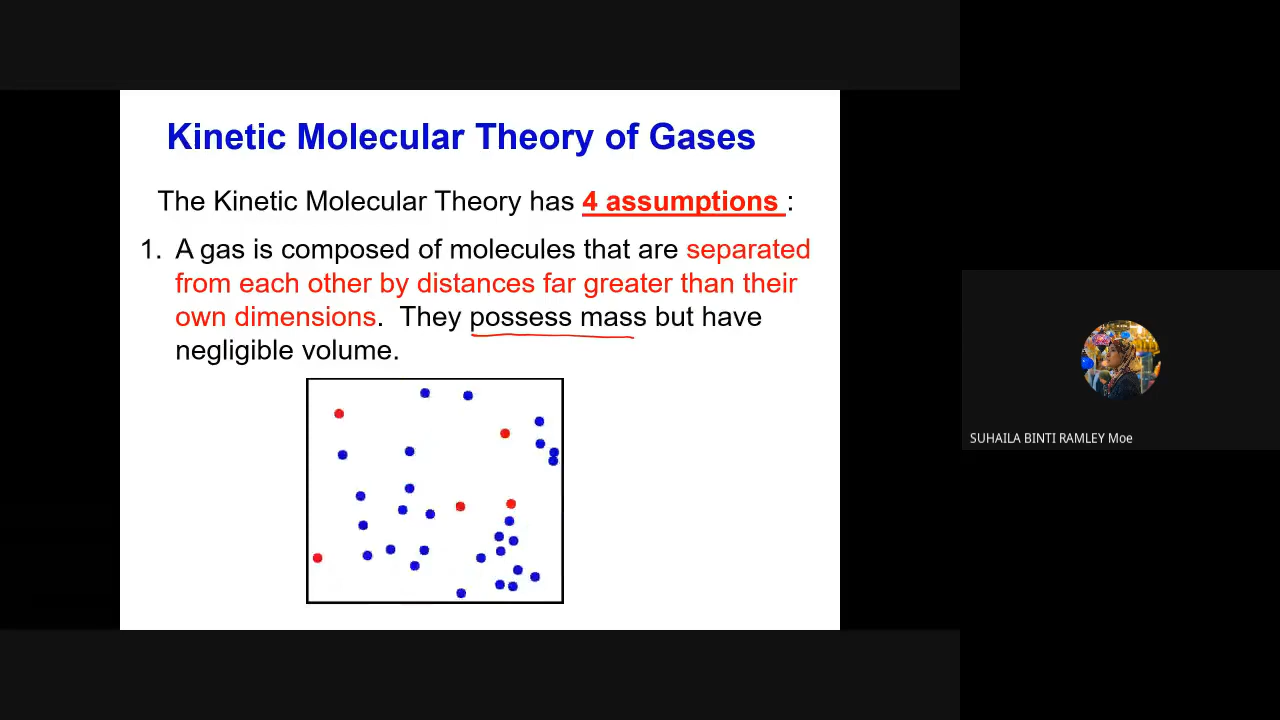 Kinetic Molecular Theory of Gases
The Kinetic Molecular Theory has 4 assumptions :
1. A gas is composed of molecules that are separated
from each other by distances far greater than their
own dimensions. They possess mass but have
negligible volume.
SUHAILA BINTI RAMLEY Moe